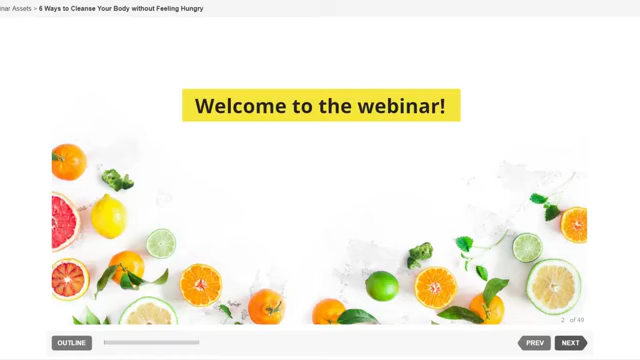 nar Assets > 6 Ways to Cleanse Your Body without Feeling Hungry
Welcome to the webinar!
2 of 49
OUTLINE
PREV
NEXT